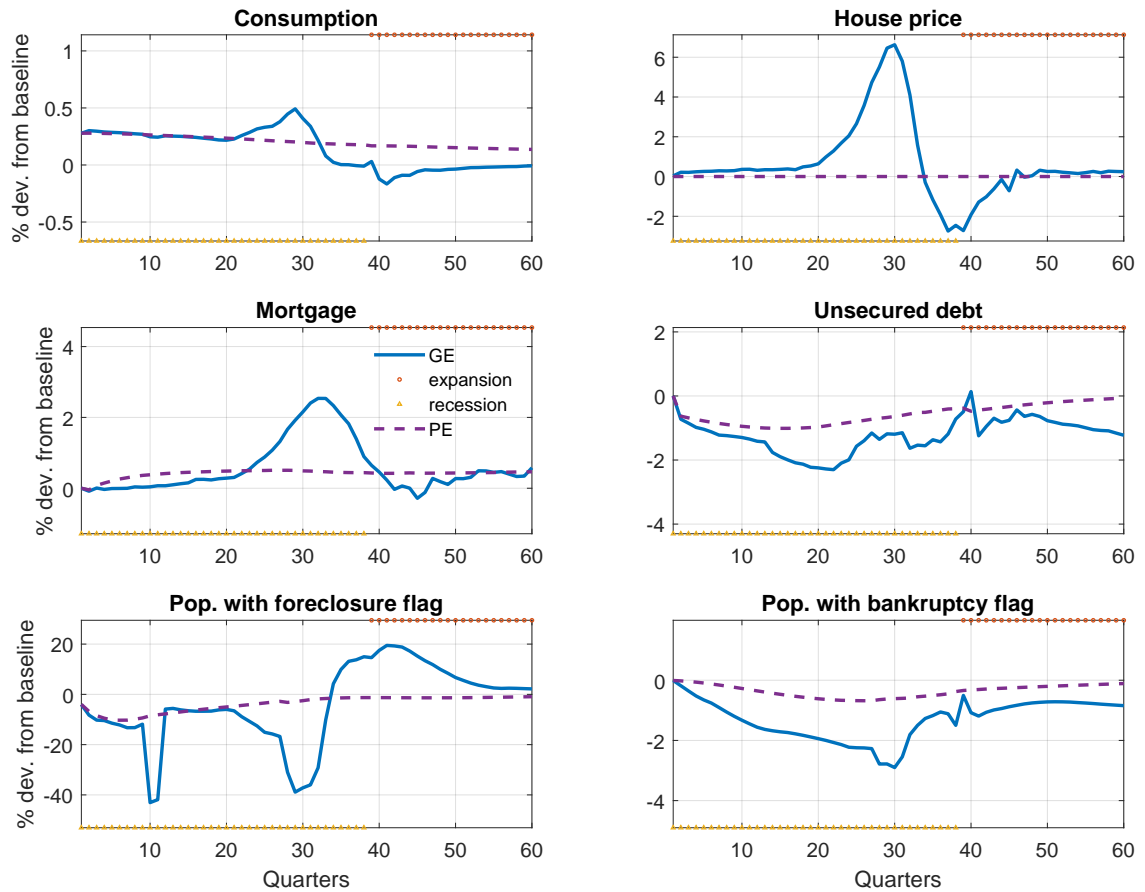 Consumption
% dev. from baseline
1
0.5
0
-0.5
10 20 30 40 50 60
House price
6
4
2
0
-2
10 20 30 40 50 60
Mortgage
% dev. from baseline
4
2
0
10 20 30 40 50 60
GE
expansion
recession
PE
Unsecured debt
2
0
-2
-4
10 20 30 40 50 60
Pop. with foreclosure flag
% dev. from baseline
20
0
-20
-40
10 20 30 40 50 60
Quarters
Pop. with bankruptcy flag
0
-2
-4
10 20 30 40 50 60
Quarters